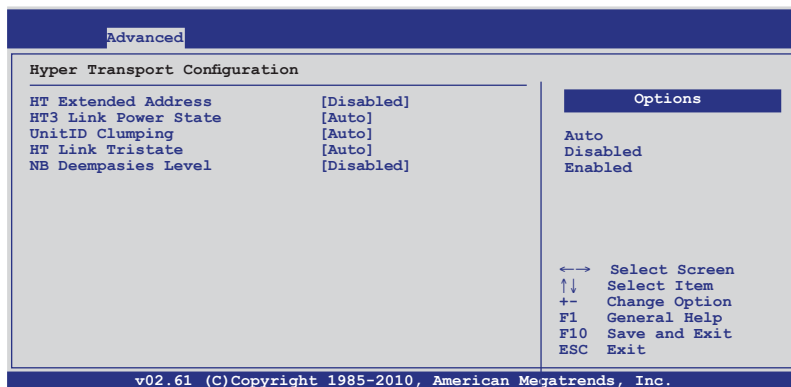 Advanced
Hyper Transport Configuration
HT Extended Address [Disabled]
HT3 Link Power State [Auto]
UnitID Clumping [Auto]
HT Link Tristate [Auto]
NB Deempasies Level [Disabled]
Options
Auto
Disabled
Enabled
←→ Select Screen
↑↓ Select Item
+- Change Option
F1 General Help
F10 Save and Exit
ESC Exit
v02.61 (C)Copyright 1985-2010, American Megatrends, Inc.